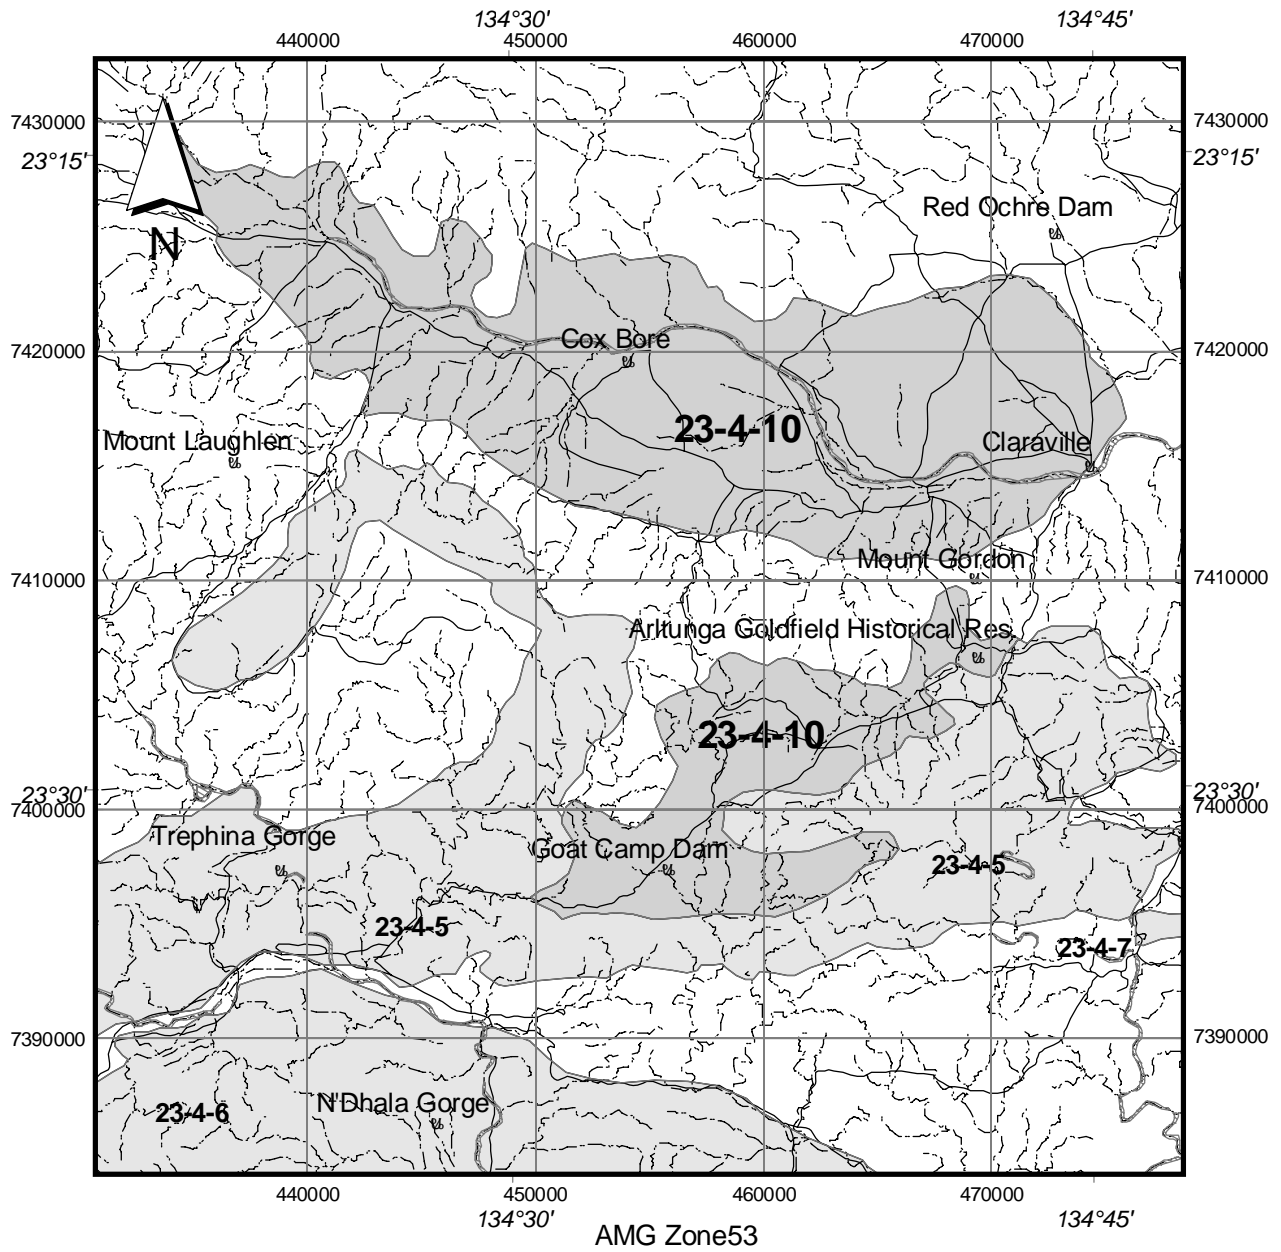 134°30' 134°45'
440000 450000 460000 470000
7430000 7430000
23°15' 23°15'
Red Ochre Dam
N
Cox Bore
7420000 7420000
23-4-10
Mount Laughlen Claraville
Mount Gordon
7410000 7410000
Arltunga Goldfield Historical Res.
23-4-10
23°30' 23°30'
7400000 7400000
Trephina Gorge Goat Camp Dam
23-4-5
23-4-5
23-4-7
7390000 7390000
N'Dhala Gorge
23-4-6
440000 450000 460000 470000
134°30' 134°45'
AMG Zone53